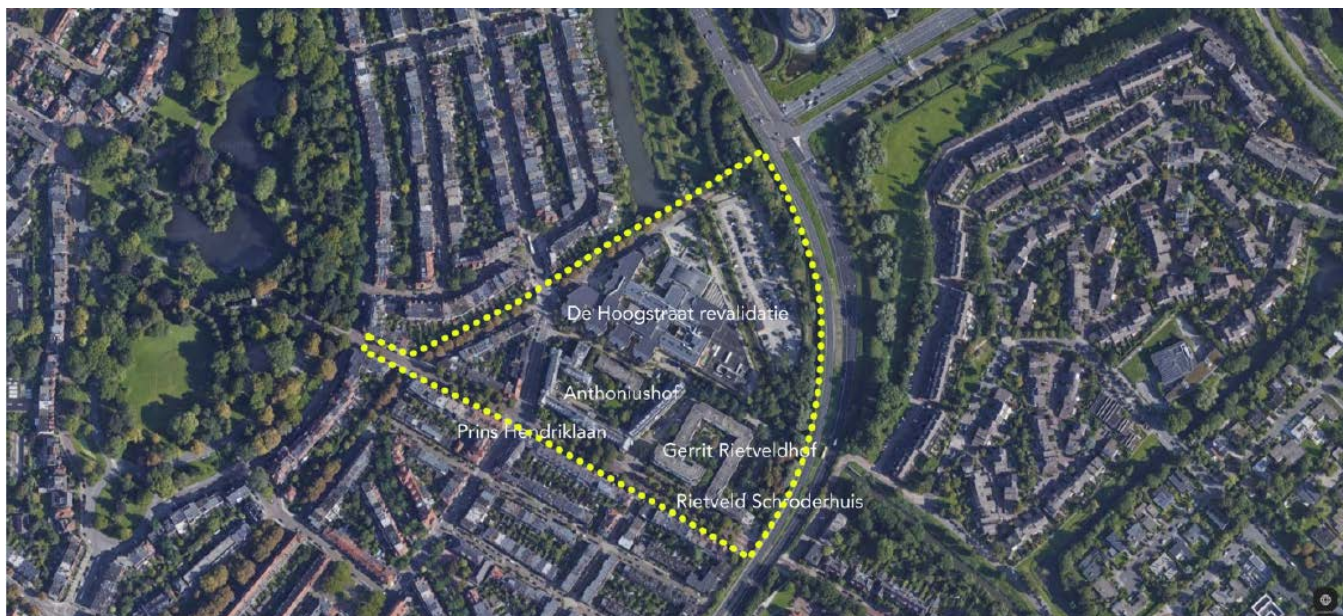 De Hoogstraat revalidatie
Anthoniushof
Prins Hendriklaan
Gerrit Rietveldhof
Rietveld Schroderhuis